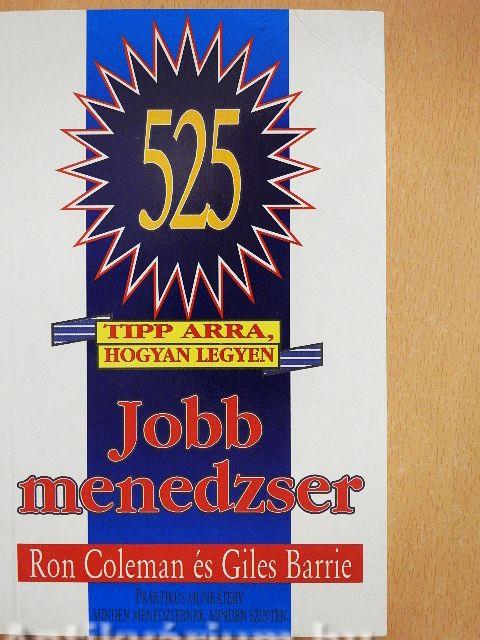 525
TIPP ARRA,
HOGYAN LEGYEN
Jobb
menedzser
Ron Coleman és Giles Barrie
PRAKTIKUS MUNKATERV
MINDEN MENEDZSERNEK, MINDEN SZINTEN